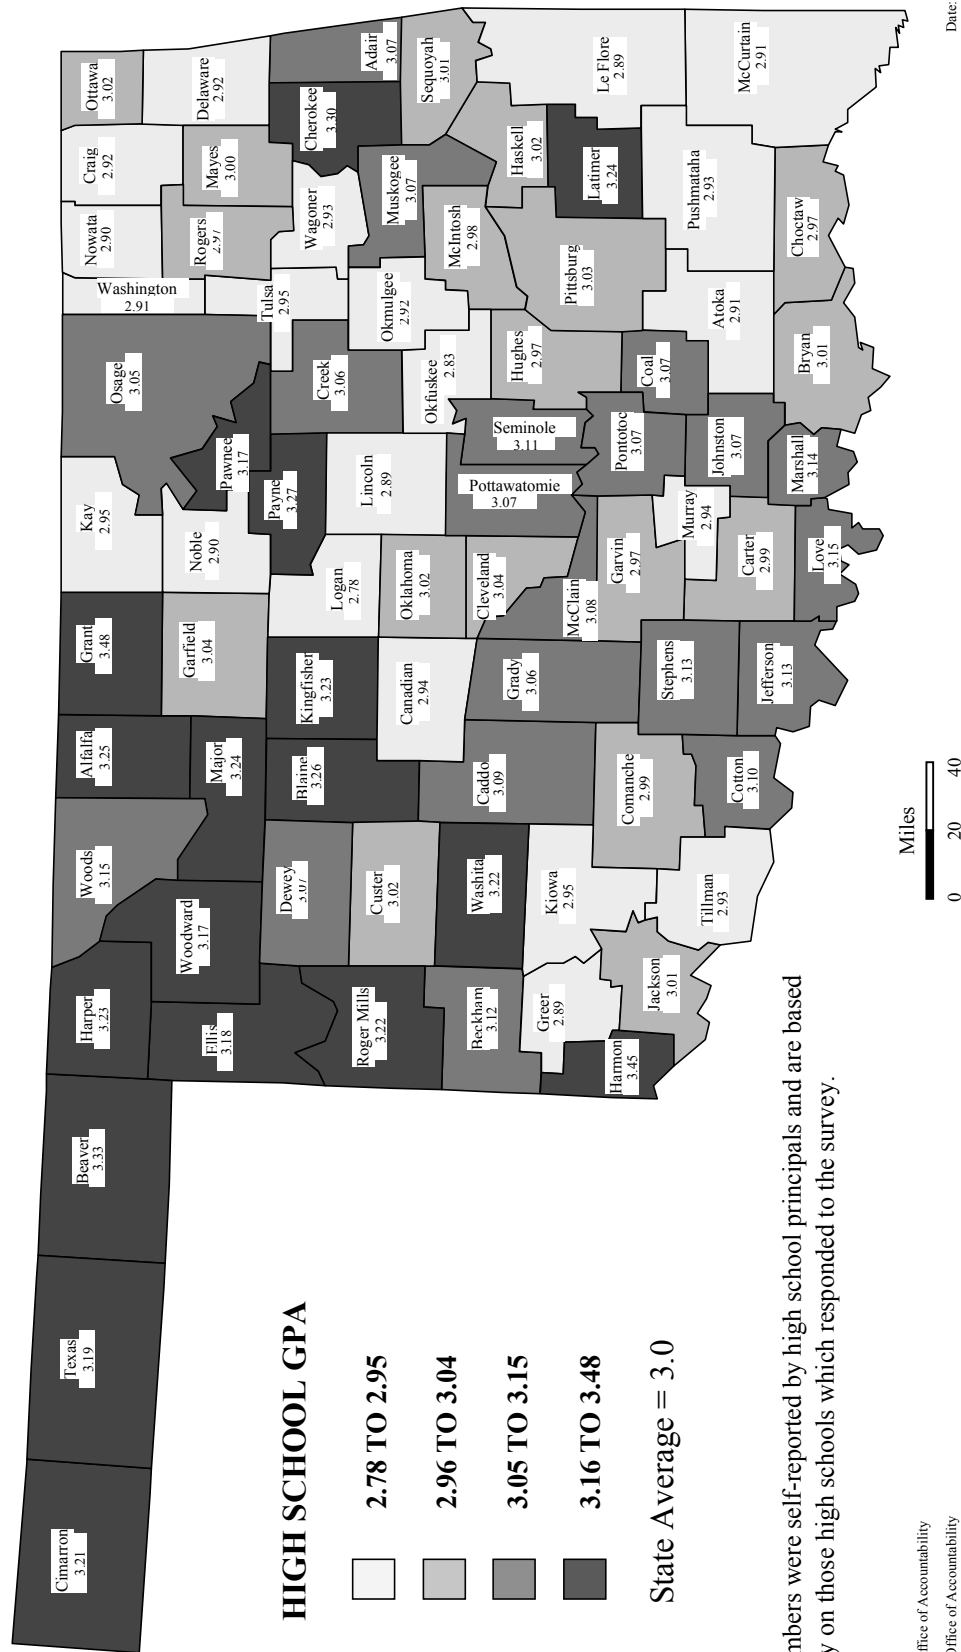 Cimarron
3.21
Texas
3.19
Beaver
3.33
Harper
3.23
Woods
3.15
Alfalfa
3.25
Grant
3.48
Kay
2.95
Osage
3.05
Washington
2.91
Nowata
2.90
Craig
2.92
Ottawa
3.02
Ellis
3.18
Woodward
3.17
Major
3.24
Garfield
3.04
Noble
2.90
Pawnee
3.17
Rogers
2.97
Mayes
3.00
Delaware
2.92
Roger Mills
3.22
Dewey
3.07
Blaine
3.26
Kingfisher
3.23
Logan
2.78
Payne
3.27
Creek
3.06
Tulsa
2.95
Wagoner
2.93
Cherokee
3.30
Adair
3.07
Custer
3.02
Canadian
2.94
Oklahoma
3.02
Lincoln
2.89
Okfuskee
2.83
Okmulgee
2.92
Muskogee
3.07
Sequoyah
3.01
Beckham
3.12
Washita
3.22
Caddo
3.09
Grady
3.06
Cleveland
3.04
Pottawatomie
3.07
Seminole
3.11
Hughes
2.97
McIntosh
2.98
Haskell
3.02
Le Flore
2.89
Greer
2.89
Kiowa
2.95
McClain
3.08
Garvin
2.97
Pontotoc
3.07
Coal
3.07
Pittsburg
3.03
Latimer
3.24
Harmon
3.45
Jackson
3.01
Comanche
2.99
Stephens
3.13
Murray
2.94
Johnston
3.07
Atoka
2.91
Pushmataha
2.93
McCurtain
2.91
Tillman
2.93
Cotton
3.10
Jefferson
3.13
Carter
2.99
Love
3.15
Marshall
3.14
Bryan
3.01
Choctaw
2.97
HIGH SCHOOL GPA
2.78 TO 2.95
2.96 TO 3.04
3.05 TO 3.15
3.16 TO 3.48
State Average = 3.0
mbers were self-reported by high school principals and are based
y on those high schools which responded to the survey.
Miles
0 20 40
ffice of Accountability
Office of Accountability
Date: